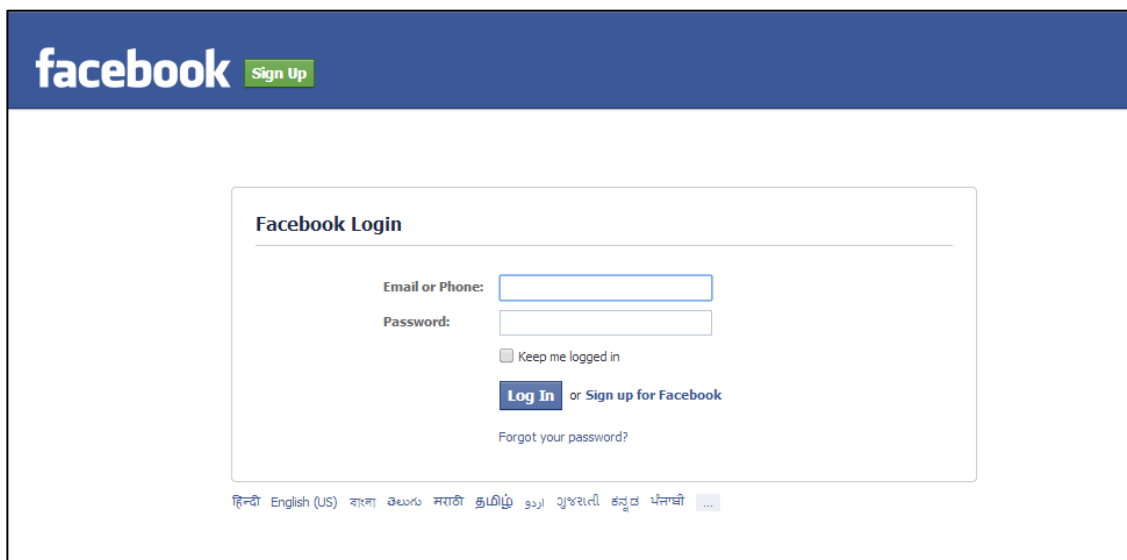 facebook Sign Up
Facebook Login
Email or Phone:
Password:
Keep me logged in
Log In or Sign up for Facebook
Forgot your password?
हिन्दी English (US) বাংলা తెలుగు मराठी தமிழ் اردو ગુજરાતી ಕನ್ನಡ ਪੰਜਾਬੀ ...